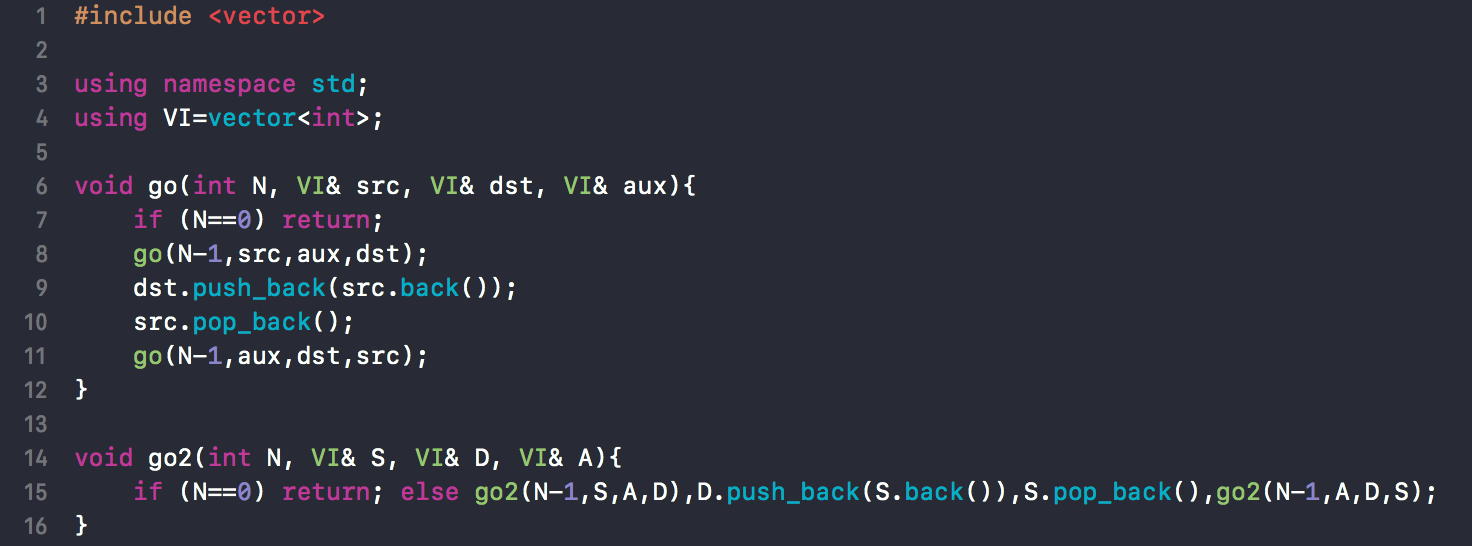 1 #include <vector>
2
3 using namespace std;
4 using VI=vector<int>;
5
6 void go(int N, VI& src, VI& dst, VI& aux){
7     if (N==0) return;
8     go(N-1,src,aux,dst);
9     dst.push_back(src.back());
10     src.pop_back();
11     go(N-1,aux,dst,src);
12 }
13
14 void go2(int N, VI& S, VI& D, VI& A){
15     if (N==0) return; else go2(N-1,S,A,D),D.push_back(S.back()),S.pop_back(),go2(N-1,A,D,S);
16 }